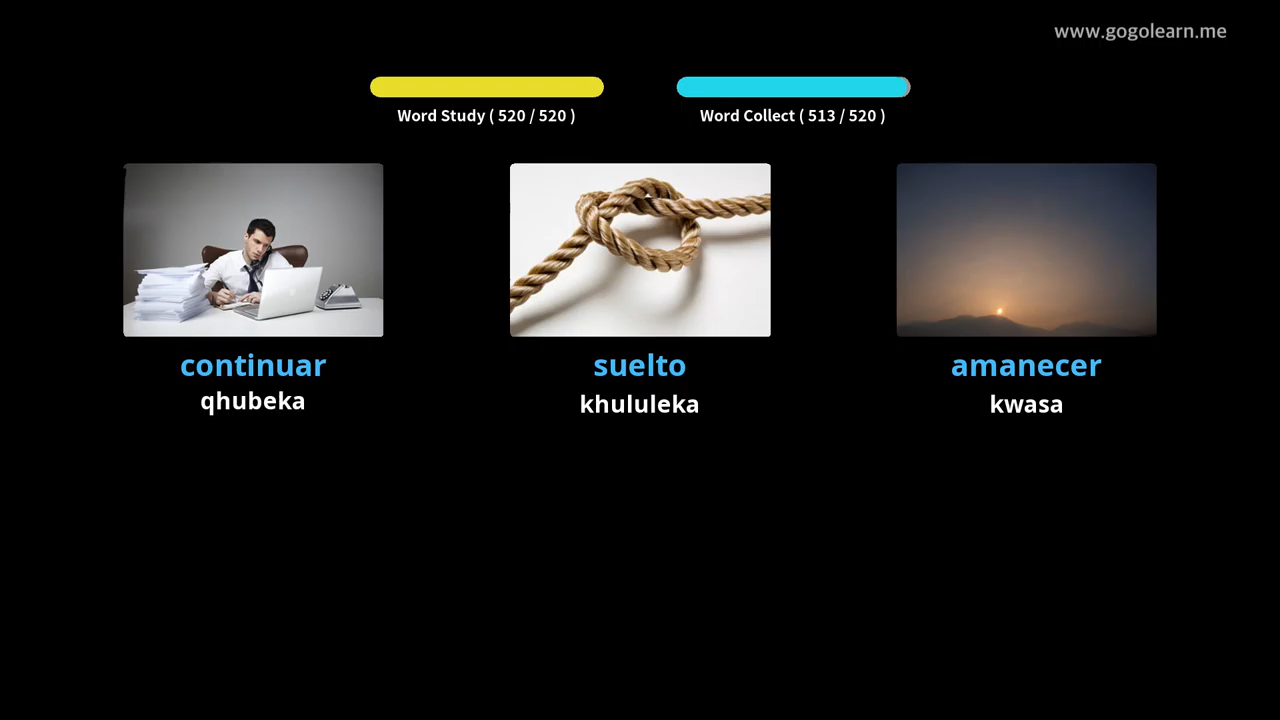 www.gogolearn.me
Word Study ( 520 / 520 )
Word Collect ( 513 / 520 )
continuar
qhubeka
suelto
khululeka
amanecer
kwasa